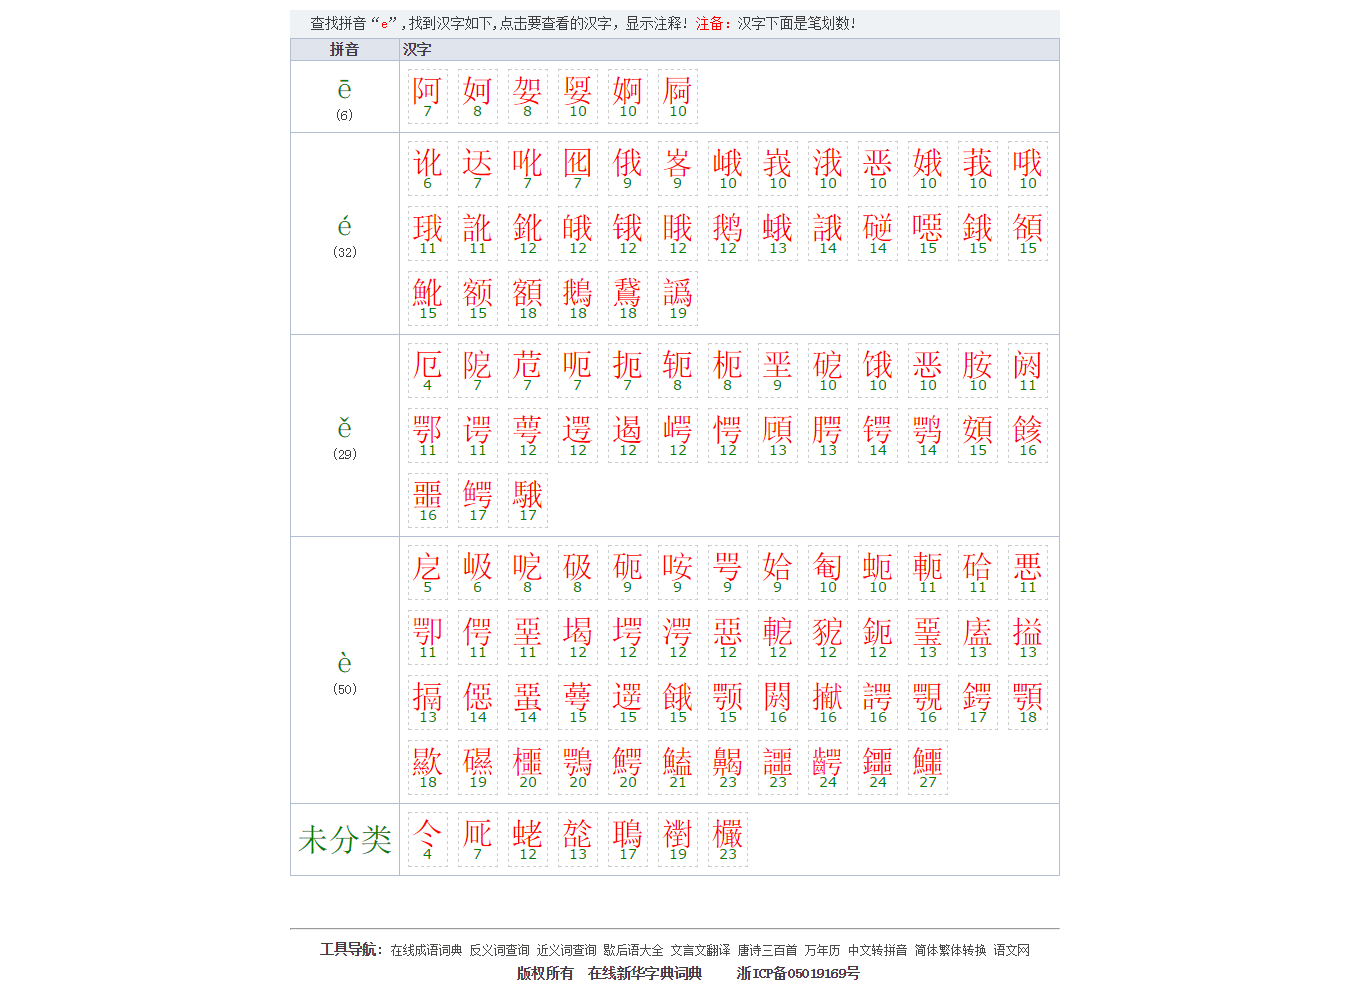 查找拼音“e”,找到汉字如下,点击要查看的汉字，显示注释! 注备：汉字下面是笔划数!
拼音 汉字
ē
(6)
阿 妸 妿 娿 婀 屙
7 8 8 10 10 10
é
(32)
讹 迗 吪 囮 俄 峉 峨 峩 涐 恶 娥 莪 哦
6 7 7 7 9 9 10 10 10 10 10 10 10
珴 訛 鈋 皒 锇 睋 鹅 蛾 誐 磀 噁 鋨 頟
11 11 12 12 12 12 12 13 14 14 15 15 15
魤 额 額 鵝 鵞 譌
15 15 18 18 18 19
ě
(29)
厄 阸 苊 呃 扼 轭 枙 垩 砨 饿 恶 胺 阏
4 7 7 7 7 8 8 9 10 10 10 10 11
鄂 谔 萼 遌 遏 崿 愕 頋 腭 锷 鹗 頞 餩
11 11 12 12 12 12 12 13 13 14 14 15 16
噩 鳄 騀
16 17 17
è
(50)
戹 岋 呝 砐 砈 咹 咢 姶 匎 蚅 軛 硆 悪
5 6 8 8 9 9 9 9 10 10 11 11 11
卾 偔 堊 堨 堮 湂 惡 軶 豟 鈪 琧 廅 搤
11 11 11 12 12 12 12 12 12 12 13 13 13
搹 僫 蝁 蕚 遻 餓 颚 閼 擜 諤 覨 鍔 顎
13 14 14 15 15 15 15 16 16 16 16 17 18
歞 礘 櫮 鶚 鰐 鰪 齃 讍 齶 鑩 鱷
18 19 20 20 20 21 23 23 24 24 27
未分类
仒 厑 蛯
4 7 12 13 17 19 23
工具导航：在线成语词典 反义词查询 近义词查询 歇后语大全 文言文翻译 唐诗三百首 万年历 中文转拼音 简体繁体转换 语文网
版权所有 在线新华字典词典 浙ICP备05019169号